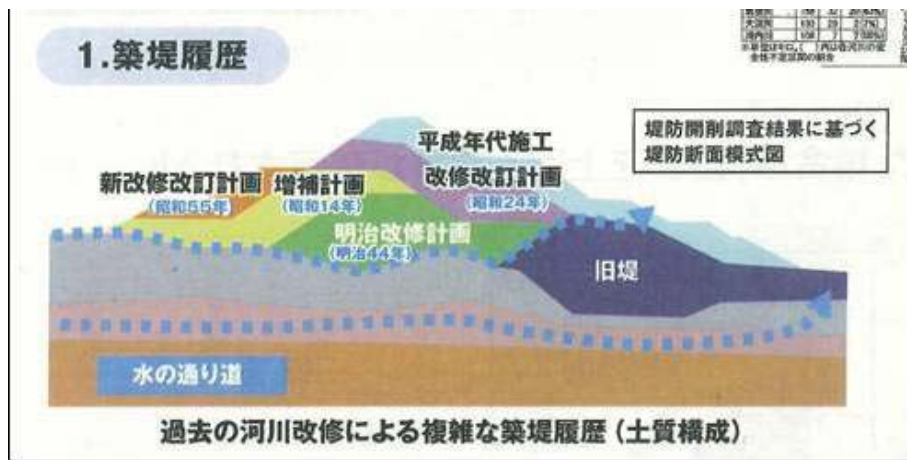 1.築堤履歴
堤防開削調査結果に基づく
堤防断面模式図
平成年代施工
新改修改訂計画
(昭和55年)
増補計画
(昭和14年)
改修改訂計画
(昭和24年)
明治改修計画
(明治44年)
旧堤
水の通り道
過去の河川改修による複雑な築堤履歴(土質構成)